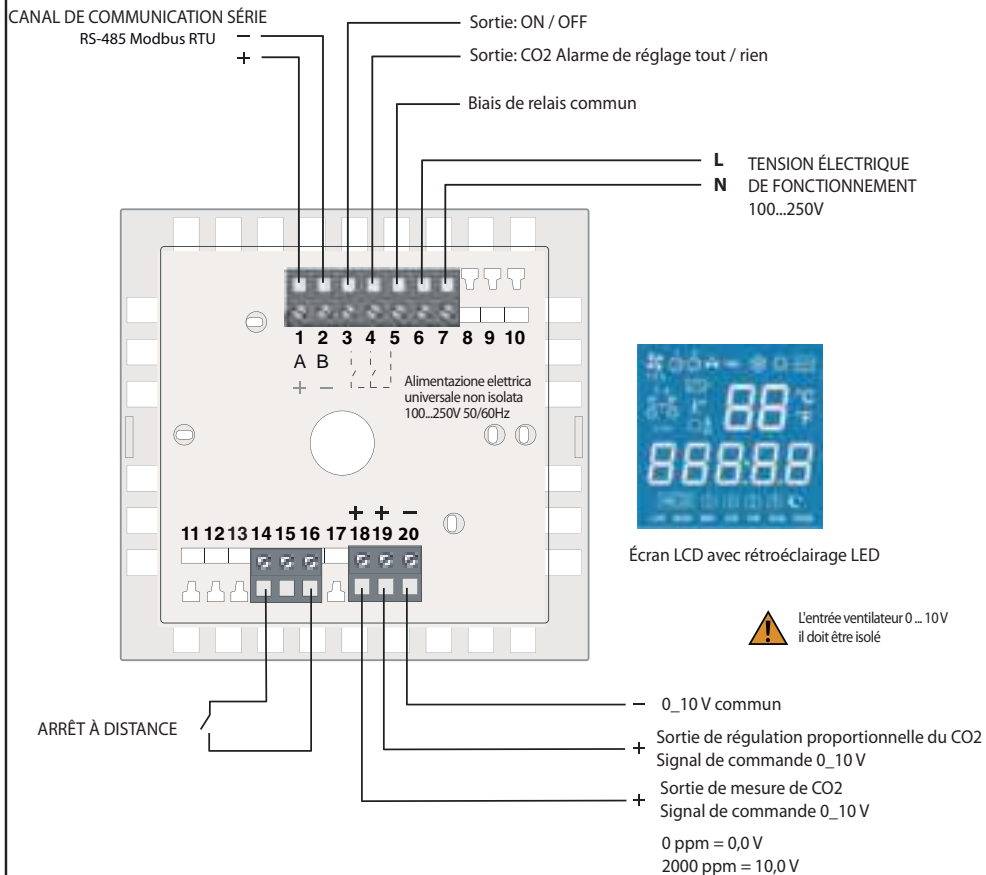 CANAL DE COMMUNICATION SÉRIE
RS-485 Modbus RTU −
+
Sortie: ON / OFF
Sortie: CO2 Alarme de réglage tout / rien
Biais de relais commun
L TENSION ÉLECTRIQUE
N DE FONCTIONNEMENT
100...250V
1 2 3 4 5 6 7 8 9 10
A B
+ −
Alimentazione elettrica
universale non isolata
100...250V 50/60Hz
88 °C
°F
88:88
+ + −
11 12 13 14 15 16 17 18 19 20
Écran LCD avec rétroéclairage LED
L'entrée ventilateur 0 ... 10 V
il doit être isolé
ARRÊT À DISTANCE
− 0_10 V commun
+ Sortie de régulation proportionnelle du CO2
Signal de commande 0_10 V
+ Sortie de mesure de CO2
Signal de commande 0_10 V
0 ppm = 0,0 V
2000 ppm = 10,0 V